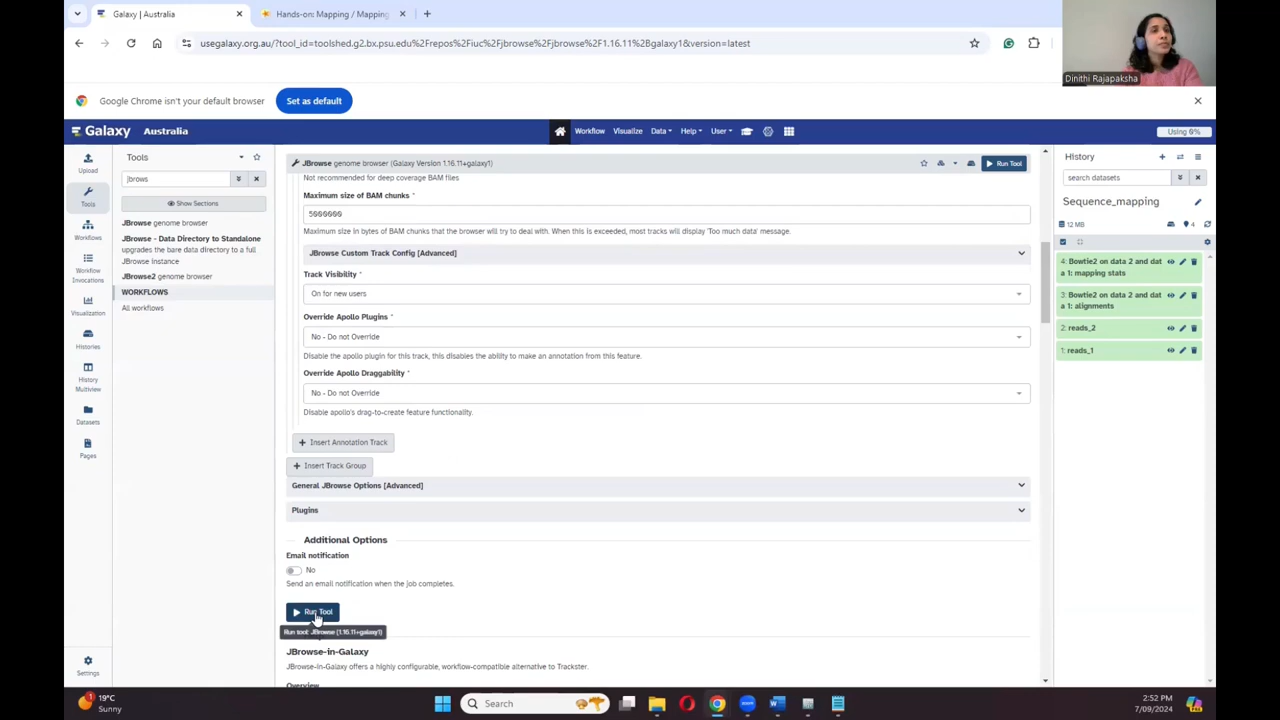 Galaxy | Australia
Hands-on: Mapping / Mapping
usegalaxy.org.au/?tool_id=toolshed.g2.bx.psu.edu%2Frepos%2Fiuc%2Fjbrowse%2Fjbrowse%2F1.16.11%2Bgalaxy1&version=latest
Dinithi Rajapaksha
Google Chrome isn't your default browser
Set as default
Galaxy Australia
Workflow
Visualize
Data
Help
User
Using 0%
Upload
Tools
Workflows
Workflow
Invocations
Visualization
Histories
History
Multiview
Datasets
Pages
Settings
Tools
jbrows
Show Sections
JBrowse genome browser
JBrowse - Data Directory to Standalone
upgrades the bare data directory to a full
JBrowse instance
JBrowse2 genome browser
WORKFLOWS
All workflows
JBrowse genome browser (Galaxy Version 1.16.11+galaxy1)
Run Tool
Not recommended for deep coverage BAM files
Maximum size of BAM chunks *
5000000
Maximum size in bytes of BAM chunks that the browser will try to deal with. When this is exceeded, most tracks will display 'Too much data' message.
JBrowse Custom Track Config [Advanced]
Track Visibility *
On for new users
Override Apollo Plugins *
No - Do not Override
Disable the apollo plugin for this track, this disables the ability to make an annotation from this feature.
Override Apollo Draggability *
No - Do not Override
Disable apollo's drag-to-create feature functionality.
+ Insert Annotation Track
+ Insert Track Group
General JBrowse Options [Advanced]
Plugins
Additional Options
Email notification
No
Send an email notification when the job completes.
Run Tool
Run tool: JBrowse (1.16.11+galaxy1)
JBrowse-in-Galaxy
JBrowse-in-Galaxy offers a highly configurable, workflow-compatible alternative to Trackster.
Overview
History
search datasets
Sequence_mapping
12 MB
4
4: Bowtie2 on data 2 and dat
a 1: mapping stats
3: Bowtie2 on data 2 and dat
a 1: alignments
2: reads_2
1: reads_1
1
19°C
Sunny
Search
2:52 PM
7/09/2024